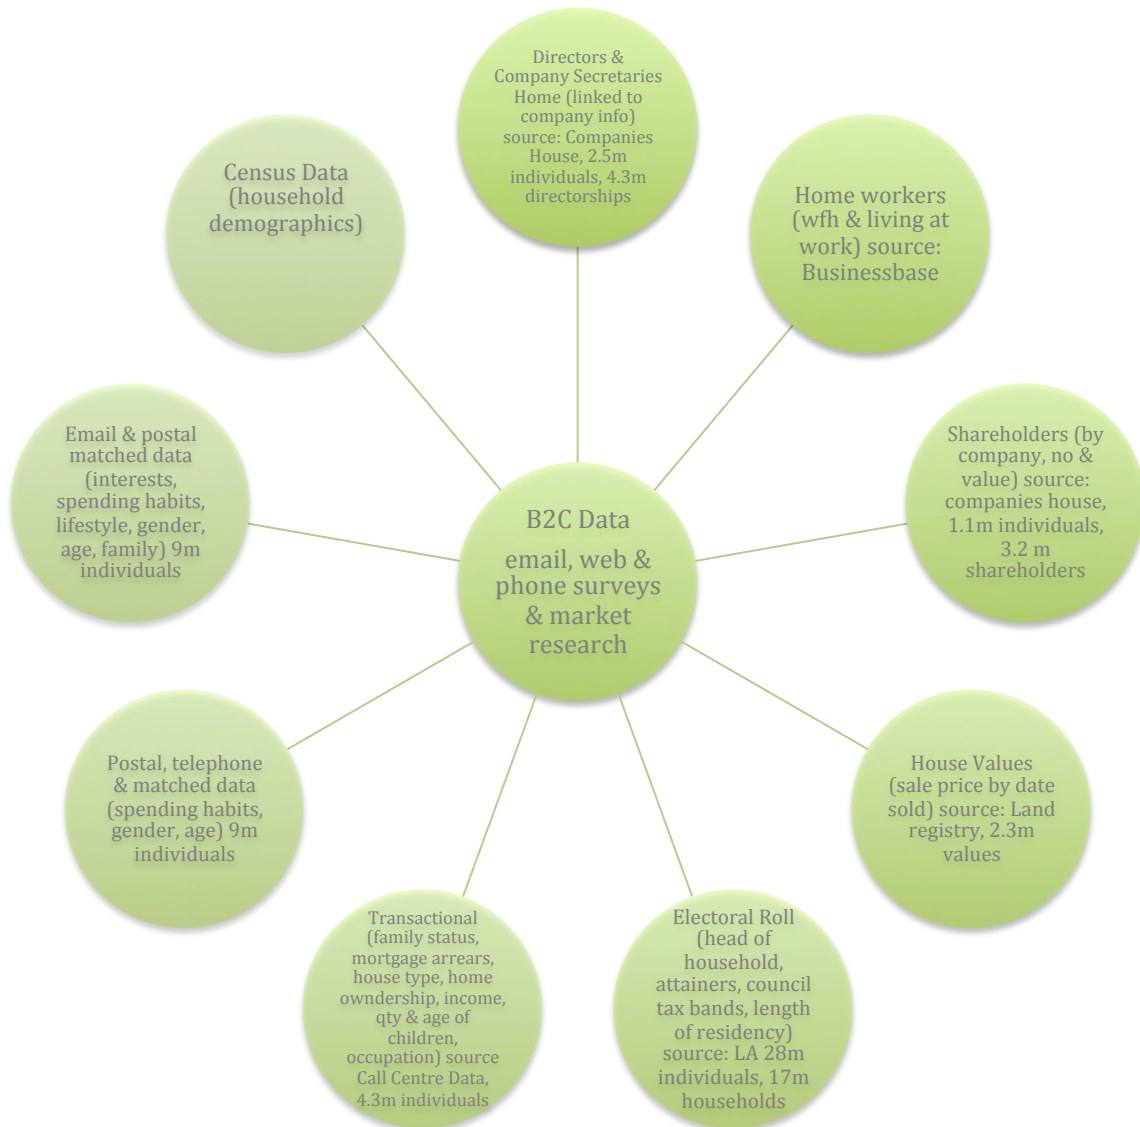 Directors &
Company Secretaries
Home (linked to
company info)
source: Companies
House, 2.5m
individuals, 4.3m
directorships
Home workers
(wfh & living at
work) source:
Businessbase
Shareholders (by
company, no &
value) source:
companies house,
1.1m individuals,
3.2 m
shareholders
House Values
(sale price by date
sold) source: Land
registry, 2.3m
values
Electoral Roll
(head of
household,
attainers, council
tax bands, length
of residency)
source: LA 28m
individuals, 17m
households
Transactional
(family status,
mortgage arrears,
house type, home
owndership, income,
qty & age of
children,
occupation) source
Call Centre Data,
4.3m individuals
Postal, telephone
& matched data
(spending habits,
gender, age) 9m
individuals
Email & postal
matched data
(interests,
spending habits,
lifestyle, gender,
age, family) 9m
individuals
Census Data
(household
demographics)
B2C Data
email, web &
phone surveys
& market
research